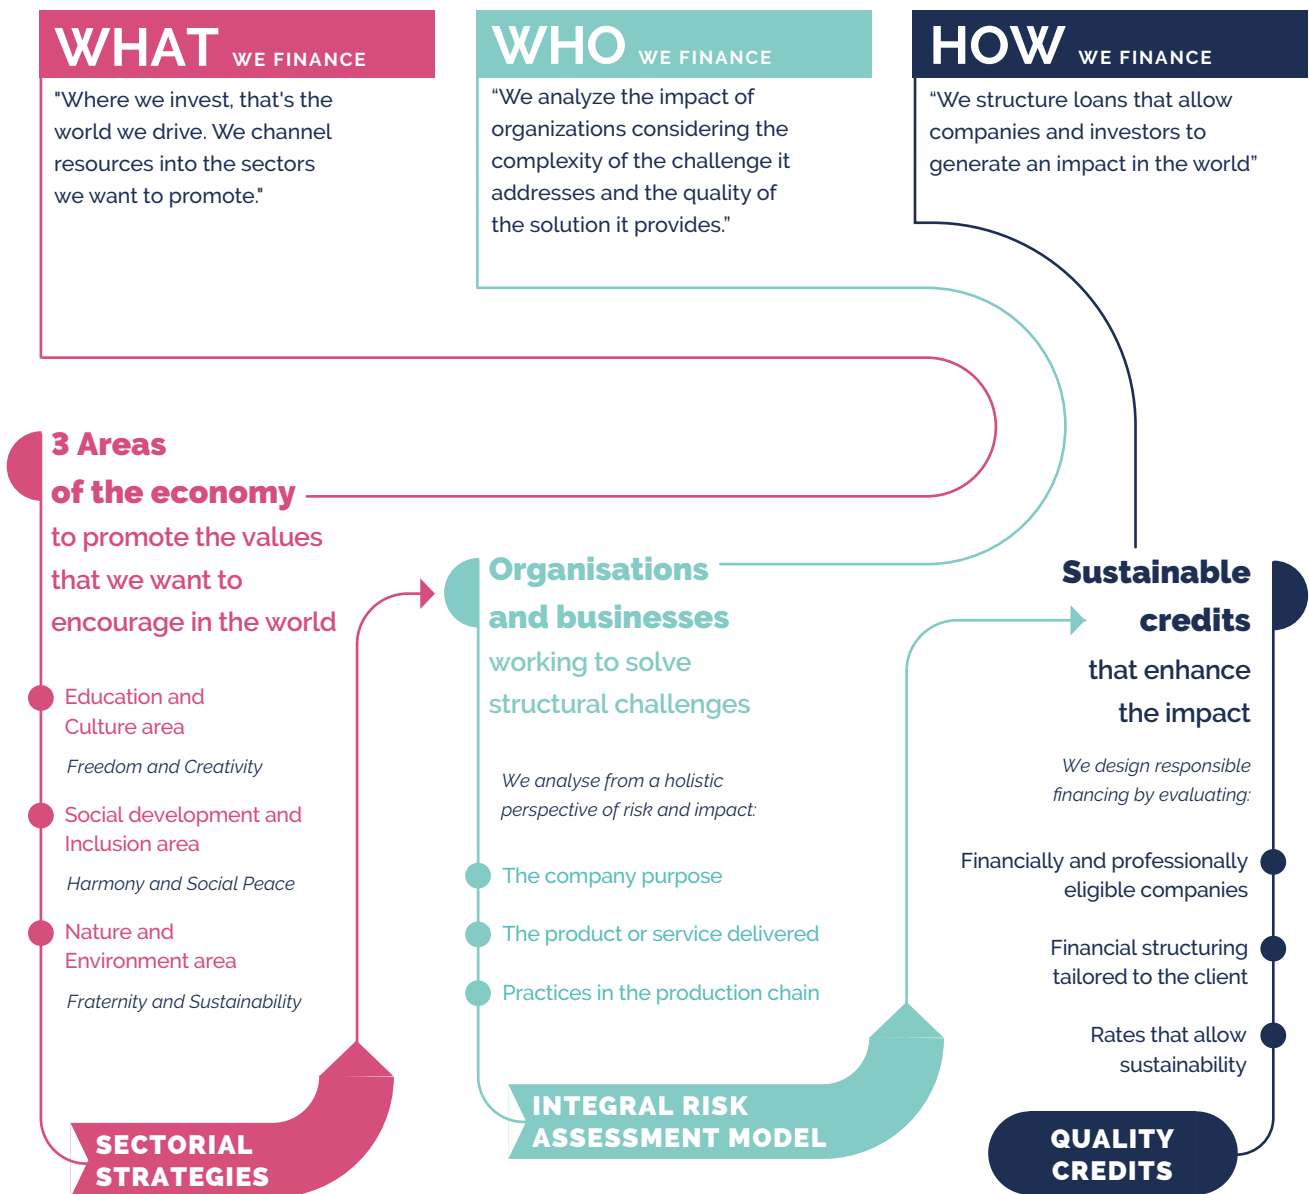 WHAT WE FINANCE
"Where we invest, that's the
world we drive. We channel
resources into the sectors
we want to promote."
WHO WE FINANCE
“We analyze the impact of
organizations considering the
complexity of the challenge it
addresses and the quality of
the solution it provides.”
HOW WE FINANCE
“We structure loans that allow
companies and investors to
generate an impact in the world”
3 Areas
of the economy
to promote the values
that we want to
encourage in the world
Education and
Culture area
Freedom and Creativity
Social development and
Inclusion area
Harmony and Social Peace
Nature and
Environment area
Fraternity and Sustainability
SECTORIAL
STRATEGIES
Organisations
and businesses
working to solve
structural challenges
We analyse from a holistic
perspective of risk and impact:
The company purpose
The product or service delivered
Practices in the production chain
INTEGRAL RISK
ASSESSMENT MODEL
Sustainable
credits
that enhance
the impact
We design responsible
financing by evaluating:
Financially and professionally
eligible companies
Financial structuring
tailored to the client
Rates that allow
sustainability
QUALITY
CREDITS